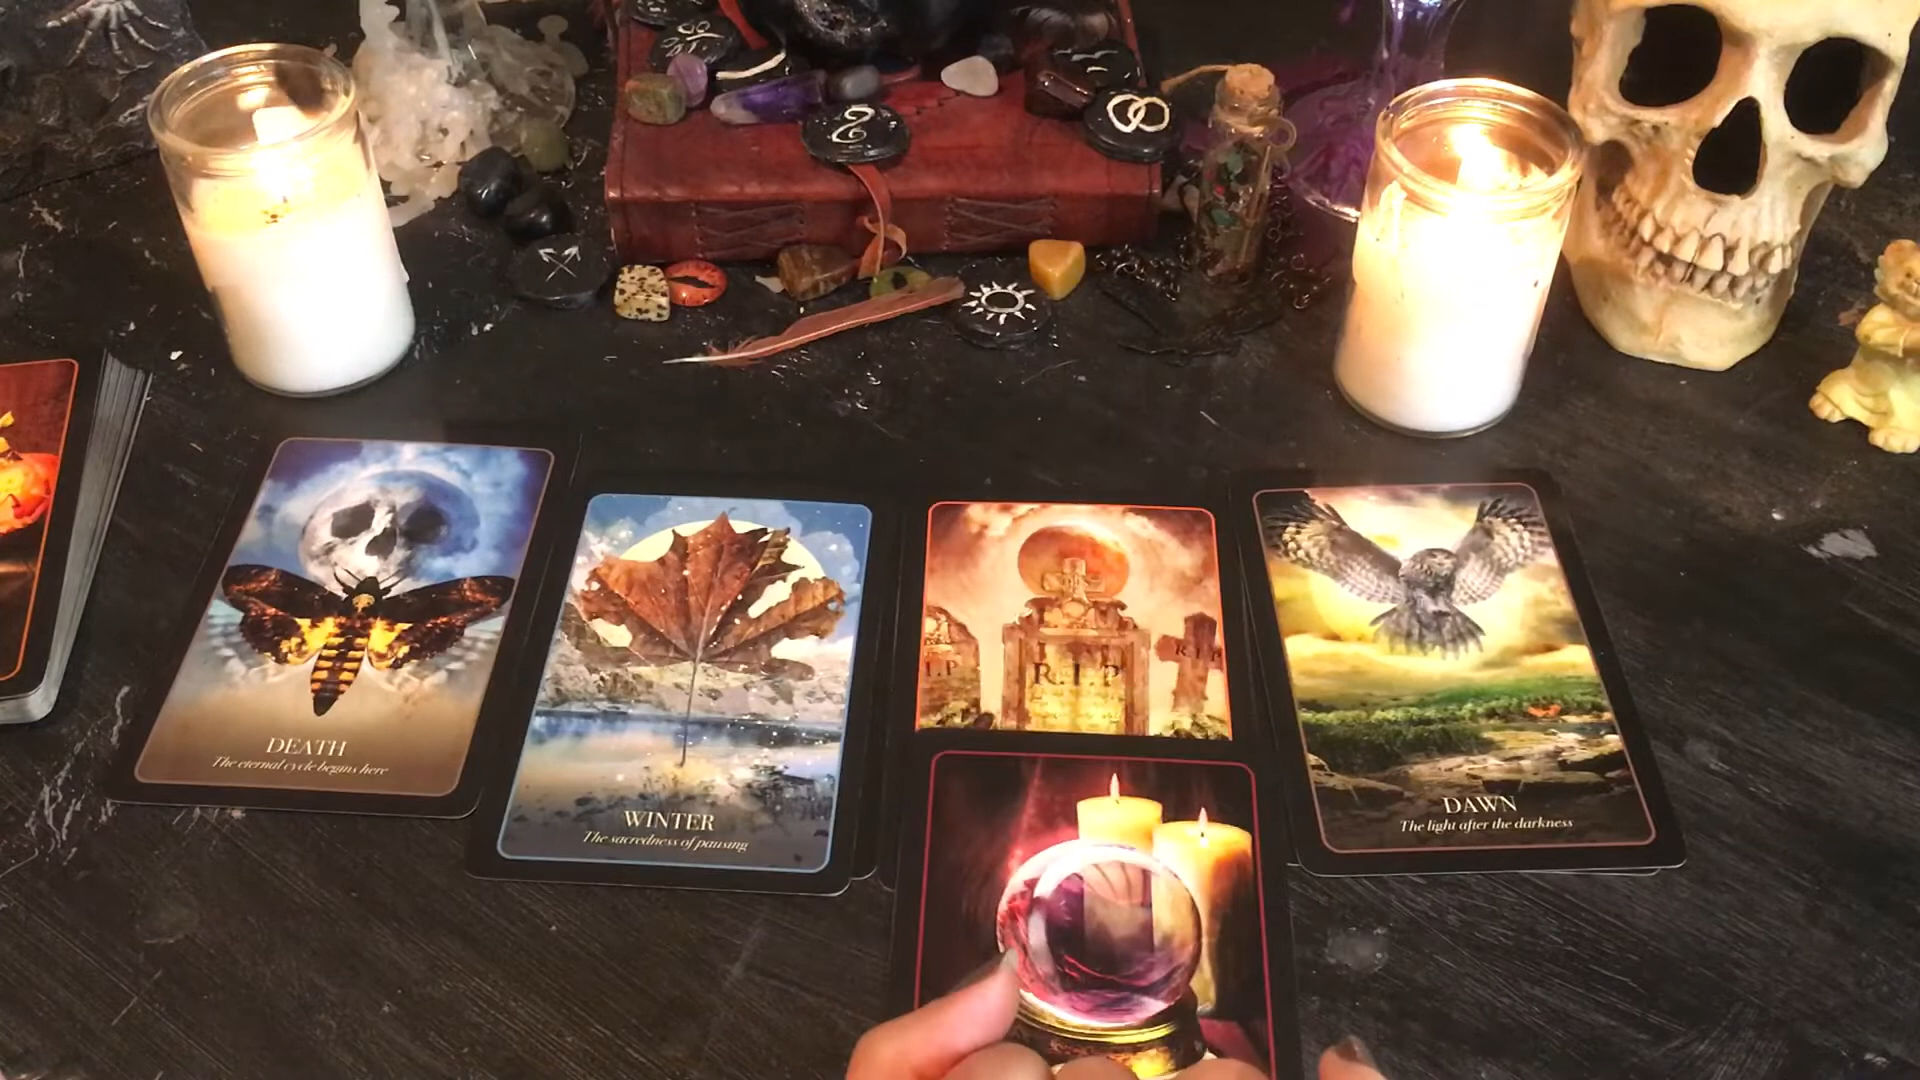 DEATH
The eternal cycle begins here
WINTER
The sacredness of pausing
R.I.P
I.P
R.I.P
DAWN
The light after the darkness